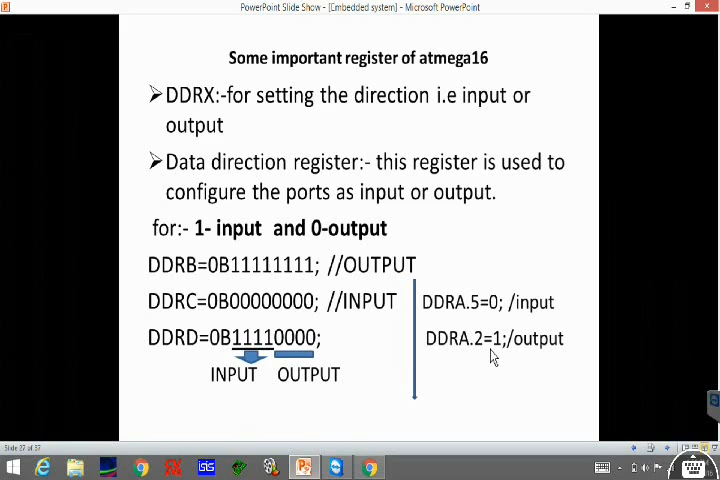 PowerPoint Slide Show - [Embedded system] - Microsoft PowerPoint
Some important register of atmega16
➢DDRX:-for setting the direction i.e input or
output
➢Data direction register:- this register is used to
configure the ports as input or output.
for:- 1- input and 0-output
DDRB=0B11111111; //OUTPUT
DDRC=0B00000000; //INPUT
DDRA.5=0; /input
DDRD=0B11110000;
DDRA.2=1;/output
INPUT OUTPUT
Slide 27 of 37